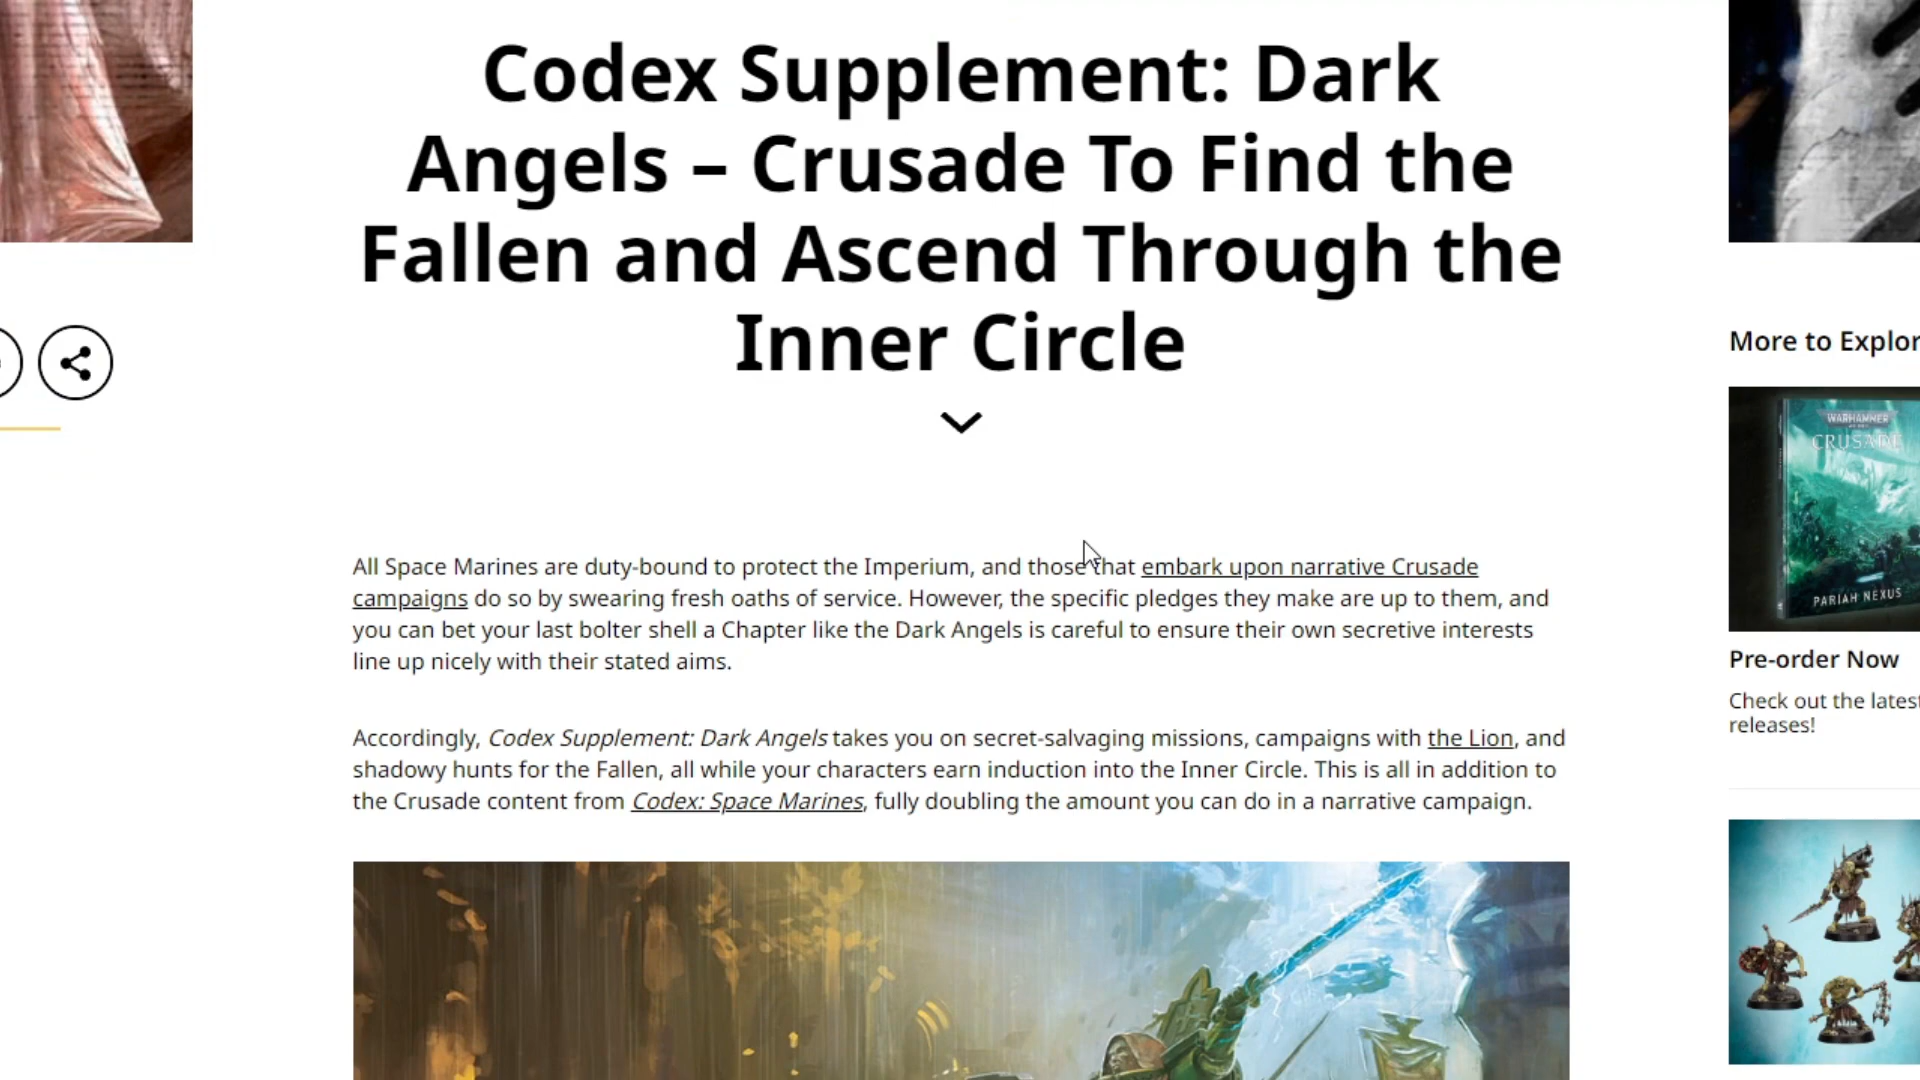 Codex Supplement: Dark
Angels – Crusade To Find the
Fallen and Ascend Through the
Inner Circle
All Space Marines are duty-bound to protect the Imperium, and those that embark upon narrative Crusade
campaigns do so by swearing fresh oaths of service. However, the specific pledges they make are up to them, and
you can bet your last bolter shell a Chapter like the Dark Angels is careful to ensure their own secretive interests
line up nicely with their stated aims.
Accordingly, Codex Supplement: Dark Angels takes you on secret-salvaging missions, campaigns with the Lion, and
shadowy hunts for the Fallen, all while your characters earn induction into the Inner Circle. This is all in addition to
the Crusade content from Codex: Space Marines, fully doubling the amount you can do in a narrative campaign.
More to Explor
WARHAMMER
CRUSADE
PARIAH NEXUS
Pre-order Now
Check out the latest
releases!